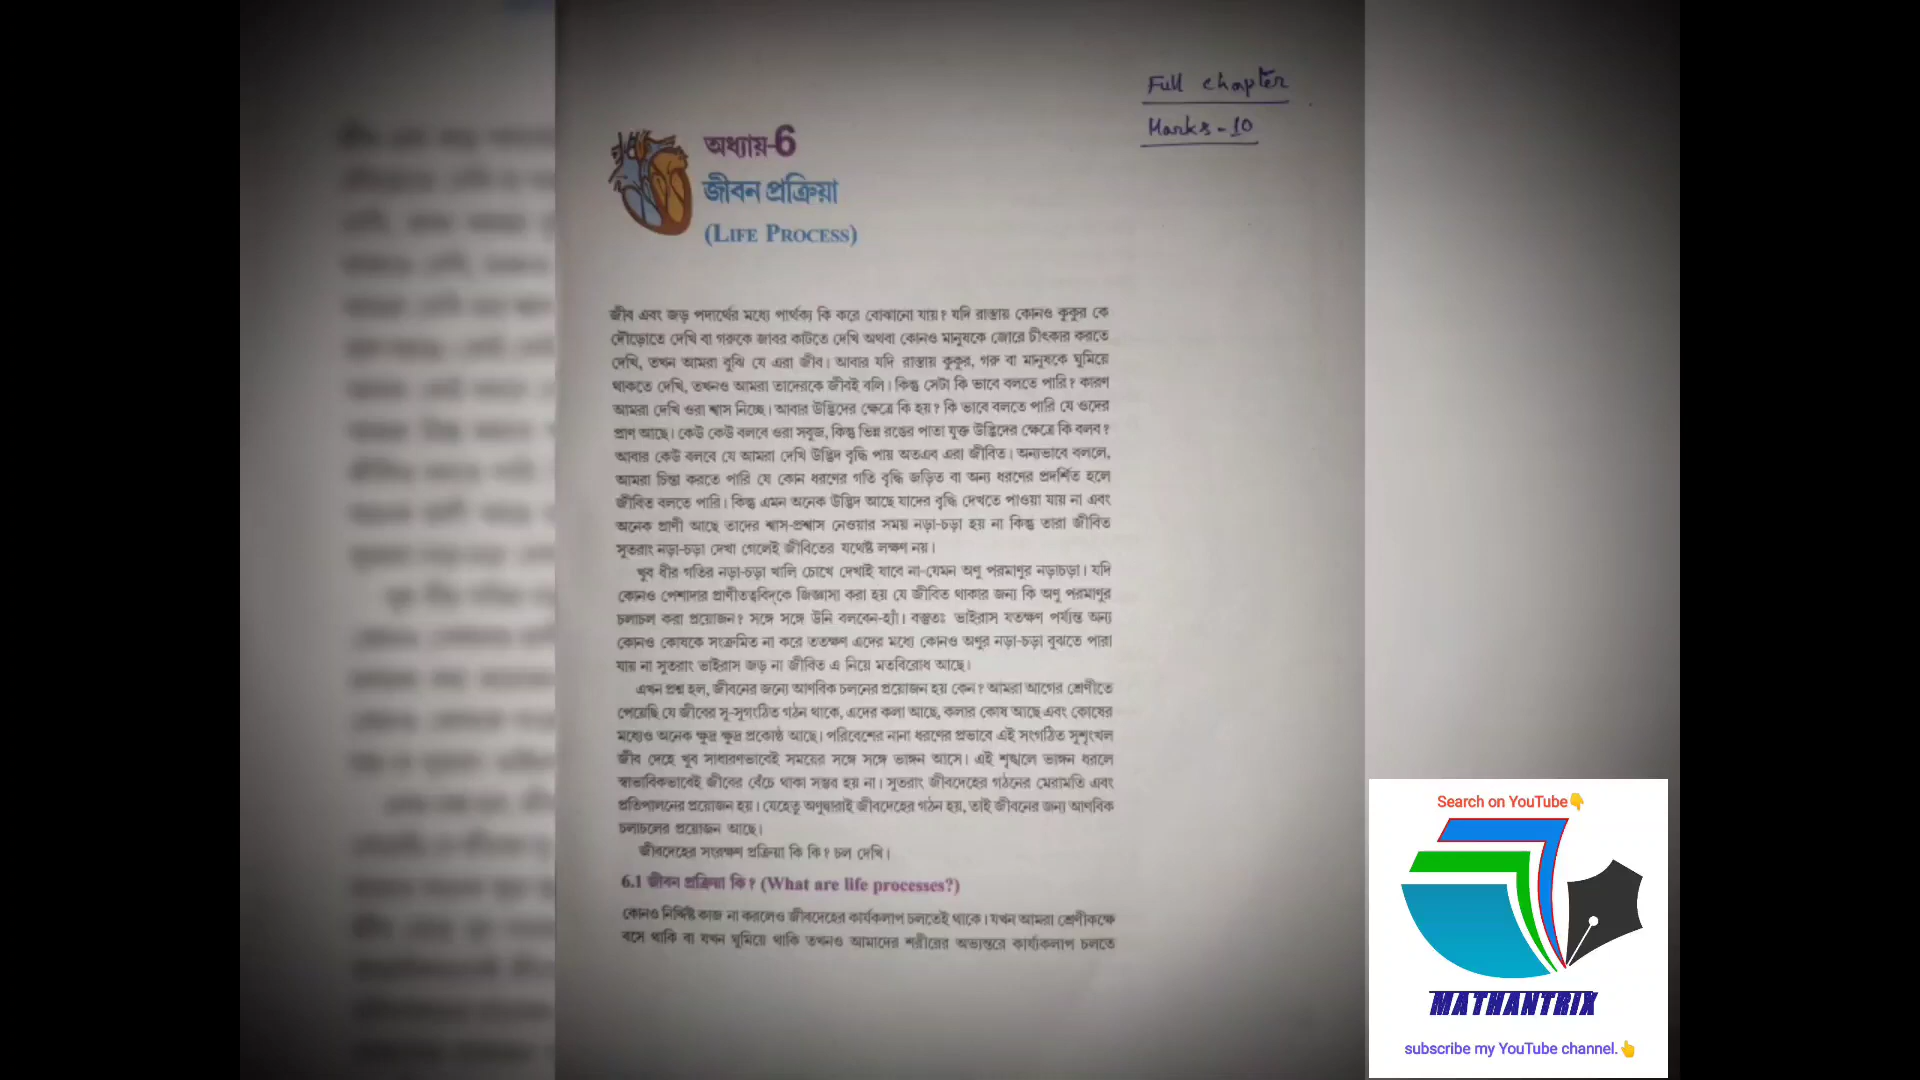 Full chapter
Marks - 10
অধ্যায়-6
জীবন প্রক্রিয়া
(LIFE PROCESS)
জীব এবং জড় পদার্থের মধ্যে পার্থক্য কি করে বোঝানো যায়? যদি রাস্তায় কোনও কুকুর কে
দৌড়োতে দেখি বা গরুকে জাবর কাটতে দেখি অথবা কোনও মানুষকে জোরে চীৎকার করতে
দেখি, তখন আমরা বুঝি যে এরা জীব। আবার যদি রাস্তায় কুকুর, গরু বা মানুষকে ঘুমিয়ে
থাকতে দেখি, তখনও আমরা তাদেরকে জীবই বলি। কিন্তু সেটা কি ভাবে বলতে পারি? কারণ
আমরা দেখি ওরা শ্বাস নিচ্ছে। আবার উদ্ভিদের ক্ষেত্রে কি হয়? কি ভাবে বলতে পারি যে ওদের
প্রাণ আছে। কেউ কেউ বলবে ওরা সবুজ, কিন্তু ভিন্ন রঙের পাতা যুক্ত উদ্ভিদের ক্ষেত্রে কি বলব?
আবার কেউ বলবে যে আমরা দেখি উদ্ভিদ বৃদ্ধি পায় অতএব এরা জীবিত। অন্যভাবে বললে,
আমরা চিন্তা করতে পারি যে কোন ধরণের গতি বৃদ্ধি জড়িত বা অন্য ধরণের প্রদর্শিত হলে
জীবিত বলতে পারি। কিন্তু এমন অনেক উদ্ভিদ আছে যাদের বৃদ্ধি দেখতে পাওয়া যায় না এবং
অনেক প্রাণী আছে তাদের শ্বাস-প্রশ্বাস নেওয়ার সময় নড়া-চড়া হয় না কিন্তু তারা জীবিত
সুতরাং নড়া-চড়া দেখা গেলেই জীবিতের যথেষ্ট লক্ষণ নয়।
খুব ধীর গতির নড়া-চড়া খালি চোখে দেখাই যাবে না-যেমন অণু পরমাণুর নড়াচড়া। যদি
কোনও পেশাদার প্রাণীতত্ববিদ্‌কে জিজ্ঞাসা করা হয় যে জীবিত থাকার জন্য কি অণু পরমাণুর
চলাচল করা প্রয়োজন? সঙ্গে সঙ্গে উনি বলবেন-হ্যাঁ। বস্তুতঃ ভাইরাস যতক্ষণ পর্য্যন্ত অন্য
কোনও কোষকে সংক্রমিত না করে ততক্ষণ এদের মধ্যে কোনও অণুর নড়া-চড়া বুঝতে পারা
যায় না সুতরাং ভাইরাস জড় না জীবিত এ নিয়ে মতবিরোধ আছে।
এখন প্রশ্ন হল, জীবনের জন্যে আণবিক চলনের প্রয়োজন হয় কেন? আমরা আগের শ্রেণীতে
পেয়েছি যে জীবের সু-সুগংঠিত গঠন থাকে, এদের কলা আছে, কলার কোষ আছে এবং কোষের
মধ্যেও অনেক ক্ষুদ্র ক্ষুদ্র প্রকোষ্ঠ আছে। পরিবেশের নানা ধরণের প্রভাবে এই সংগঠিত সুশৃংখল
জীব দেহে খুব সাধারণভাবেই সময়ের সঙ্গে সঙ্গে ভাঙ্গন আসে। এই শৃঙ্খলে ভাঙ্গন ধরলে
স্বাভাবিকভাবেই জীবের বেঁচে থাকা সম্ভব হয় না। সুতরাং জীবদেহের গঠনের মেরামতি এবং
প্রতিপালনের প্রয়োজন হয়। যেহেতু অণুদ্বারাই জীবদেহের গঠন হয়, তাই জীবনের জন্য আণবিক
চলাচলের প্রয়োজন আছে।
জীবদেহের সংরক্ষণ প্রক্রিয়া কি কি? চল দেখি।
6.1 জীবন প্রক্রিয়া কি? (What are life processes?)
কোনও নির্দ্দিষ্ট কাজ না করলেও জীবদেহের কার্যকলাপ চলতেই থাকে। যখন আমরা শ্রেণীকক্ষে
বসে থাকি বা যখন ঘুমিয়ে থাকি তখনও আমাদের শরীরের অভ্যন্তরে কার্য্যকলাপ চলতে
Search on YouTube👇
MATHANTRIX
subscribe my YouTube channel.👆